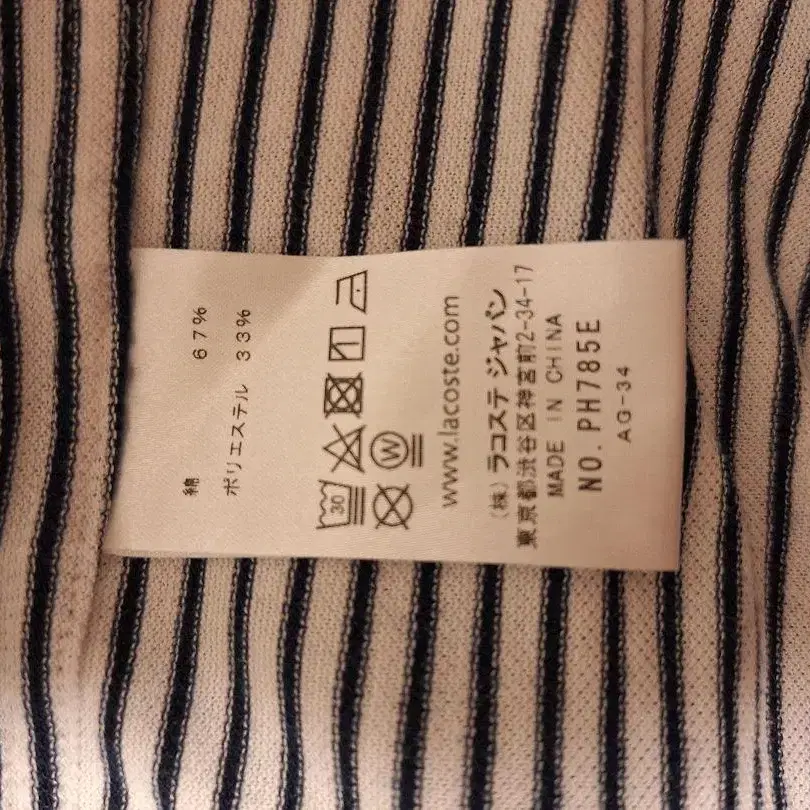 綿 67%
ポリエステル 33%
30
W
www.lacoste.com
(株) ラコステ ジャパン
東京都渋谷区神宮前2-34-17
MADE IN CHINA
NO. PH785E
AG-34